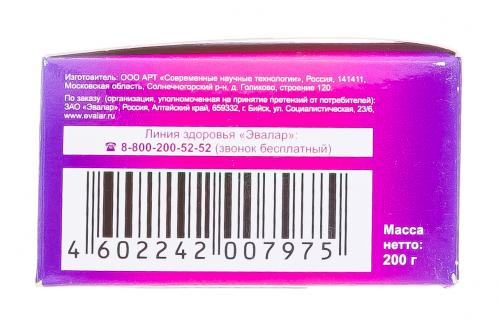 Изготовитель: ООО АРТ «Современные научные технологии», Россия, 141411,
Московская область, Солнечногорский р-н, д. Голиково, строение 120.
По заказу (организация, уполномоченная на принятие претензий от потребителей):
ЗАО «Эвалар», Россия, Алтайский край, 659332, г. Бийск, ул. Социалистическая, 23/6,
www.evalar.ru
Линия здоровья «Эвалар»:
☎ 8-800-200-52-52 (звонок бесплатный)
4 602242 007975
Масса
нетто:
200 г